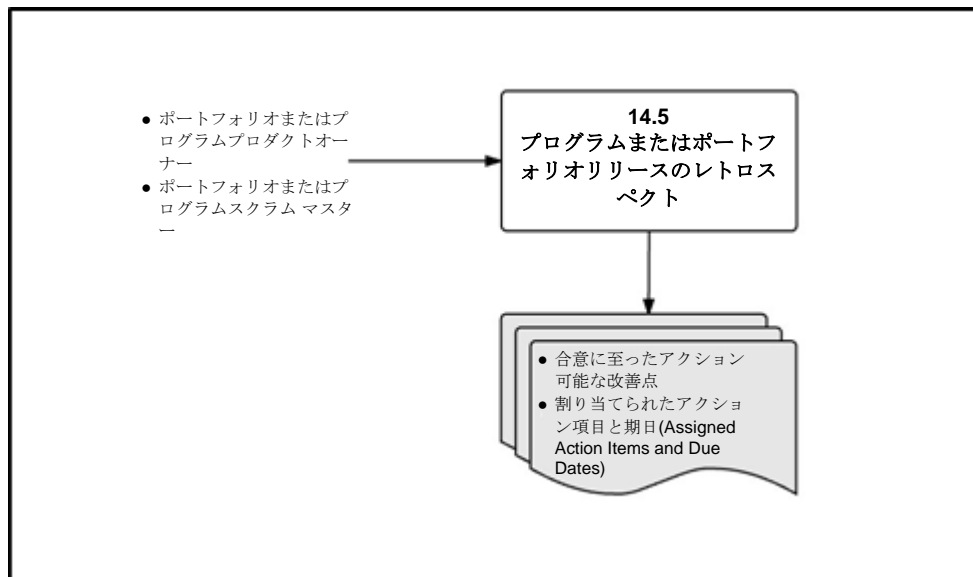 ● ポートフォリオまたはプ
ログラムプロダクトオー
ナー
● ポートフォリオまたはプ
ログラムスクラム マスタ
ー
14.5
プログラムまたはポートフ
ォリオリリースのレトロス
ペクト
● 合意に至ったアクション
可能な改善点
● 割り当てられたアクショ
ン項目と期日(Assigned
Action Items and Due
Dates)